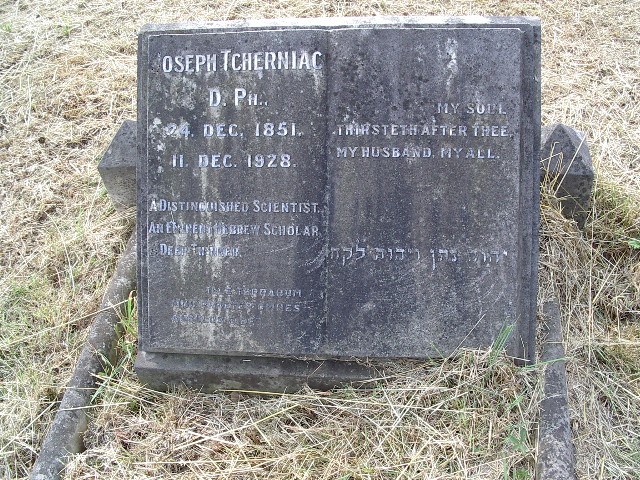 OSEPH TCHERNIAC
D. PH.,
24. DEC. 1851.
11. DEC. 1928.
A DISTINGUISHED SCIENTIST,
AN EMINENT HEBREW SCHOLAR,
DEEP THINKER.
MY SOUL
THIRSTETH AFTER THEE,
MY HUSBAND, MY ALL.
יהוה נתן ויהוה לקח